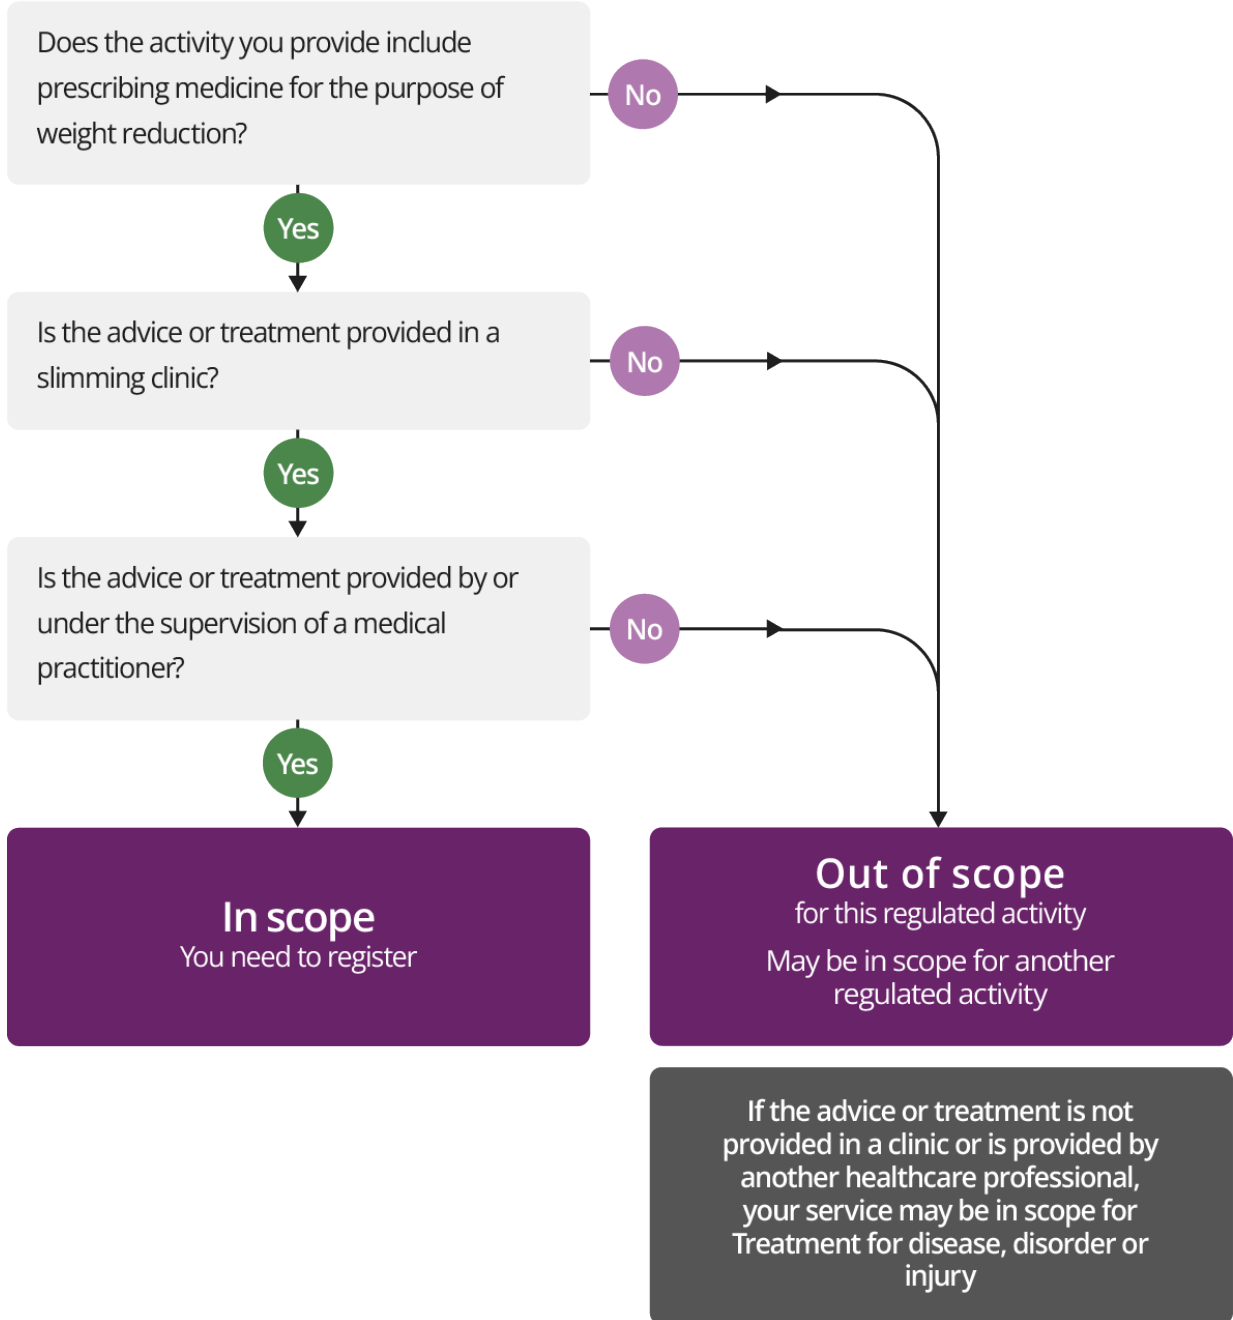 Does the activity you provide include
prescribing medicine for the purpose of
weight reduction?
No
Yes
Is the advice or treatment provided in a
slimming clinic?
No
Yes
Is the advice or treatment provided by or
under the supervision of a medical
practitioner?
No
Yes
In scope
You need to register
Out of scope
for this regulated activity
May be in scope for another
regulated activity
If the advice or treatment is not
provided in a clinic or is provided by
another healthcare professional,
your service may be in scope for
Treatment for disease, disorder or
injury